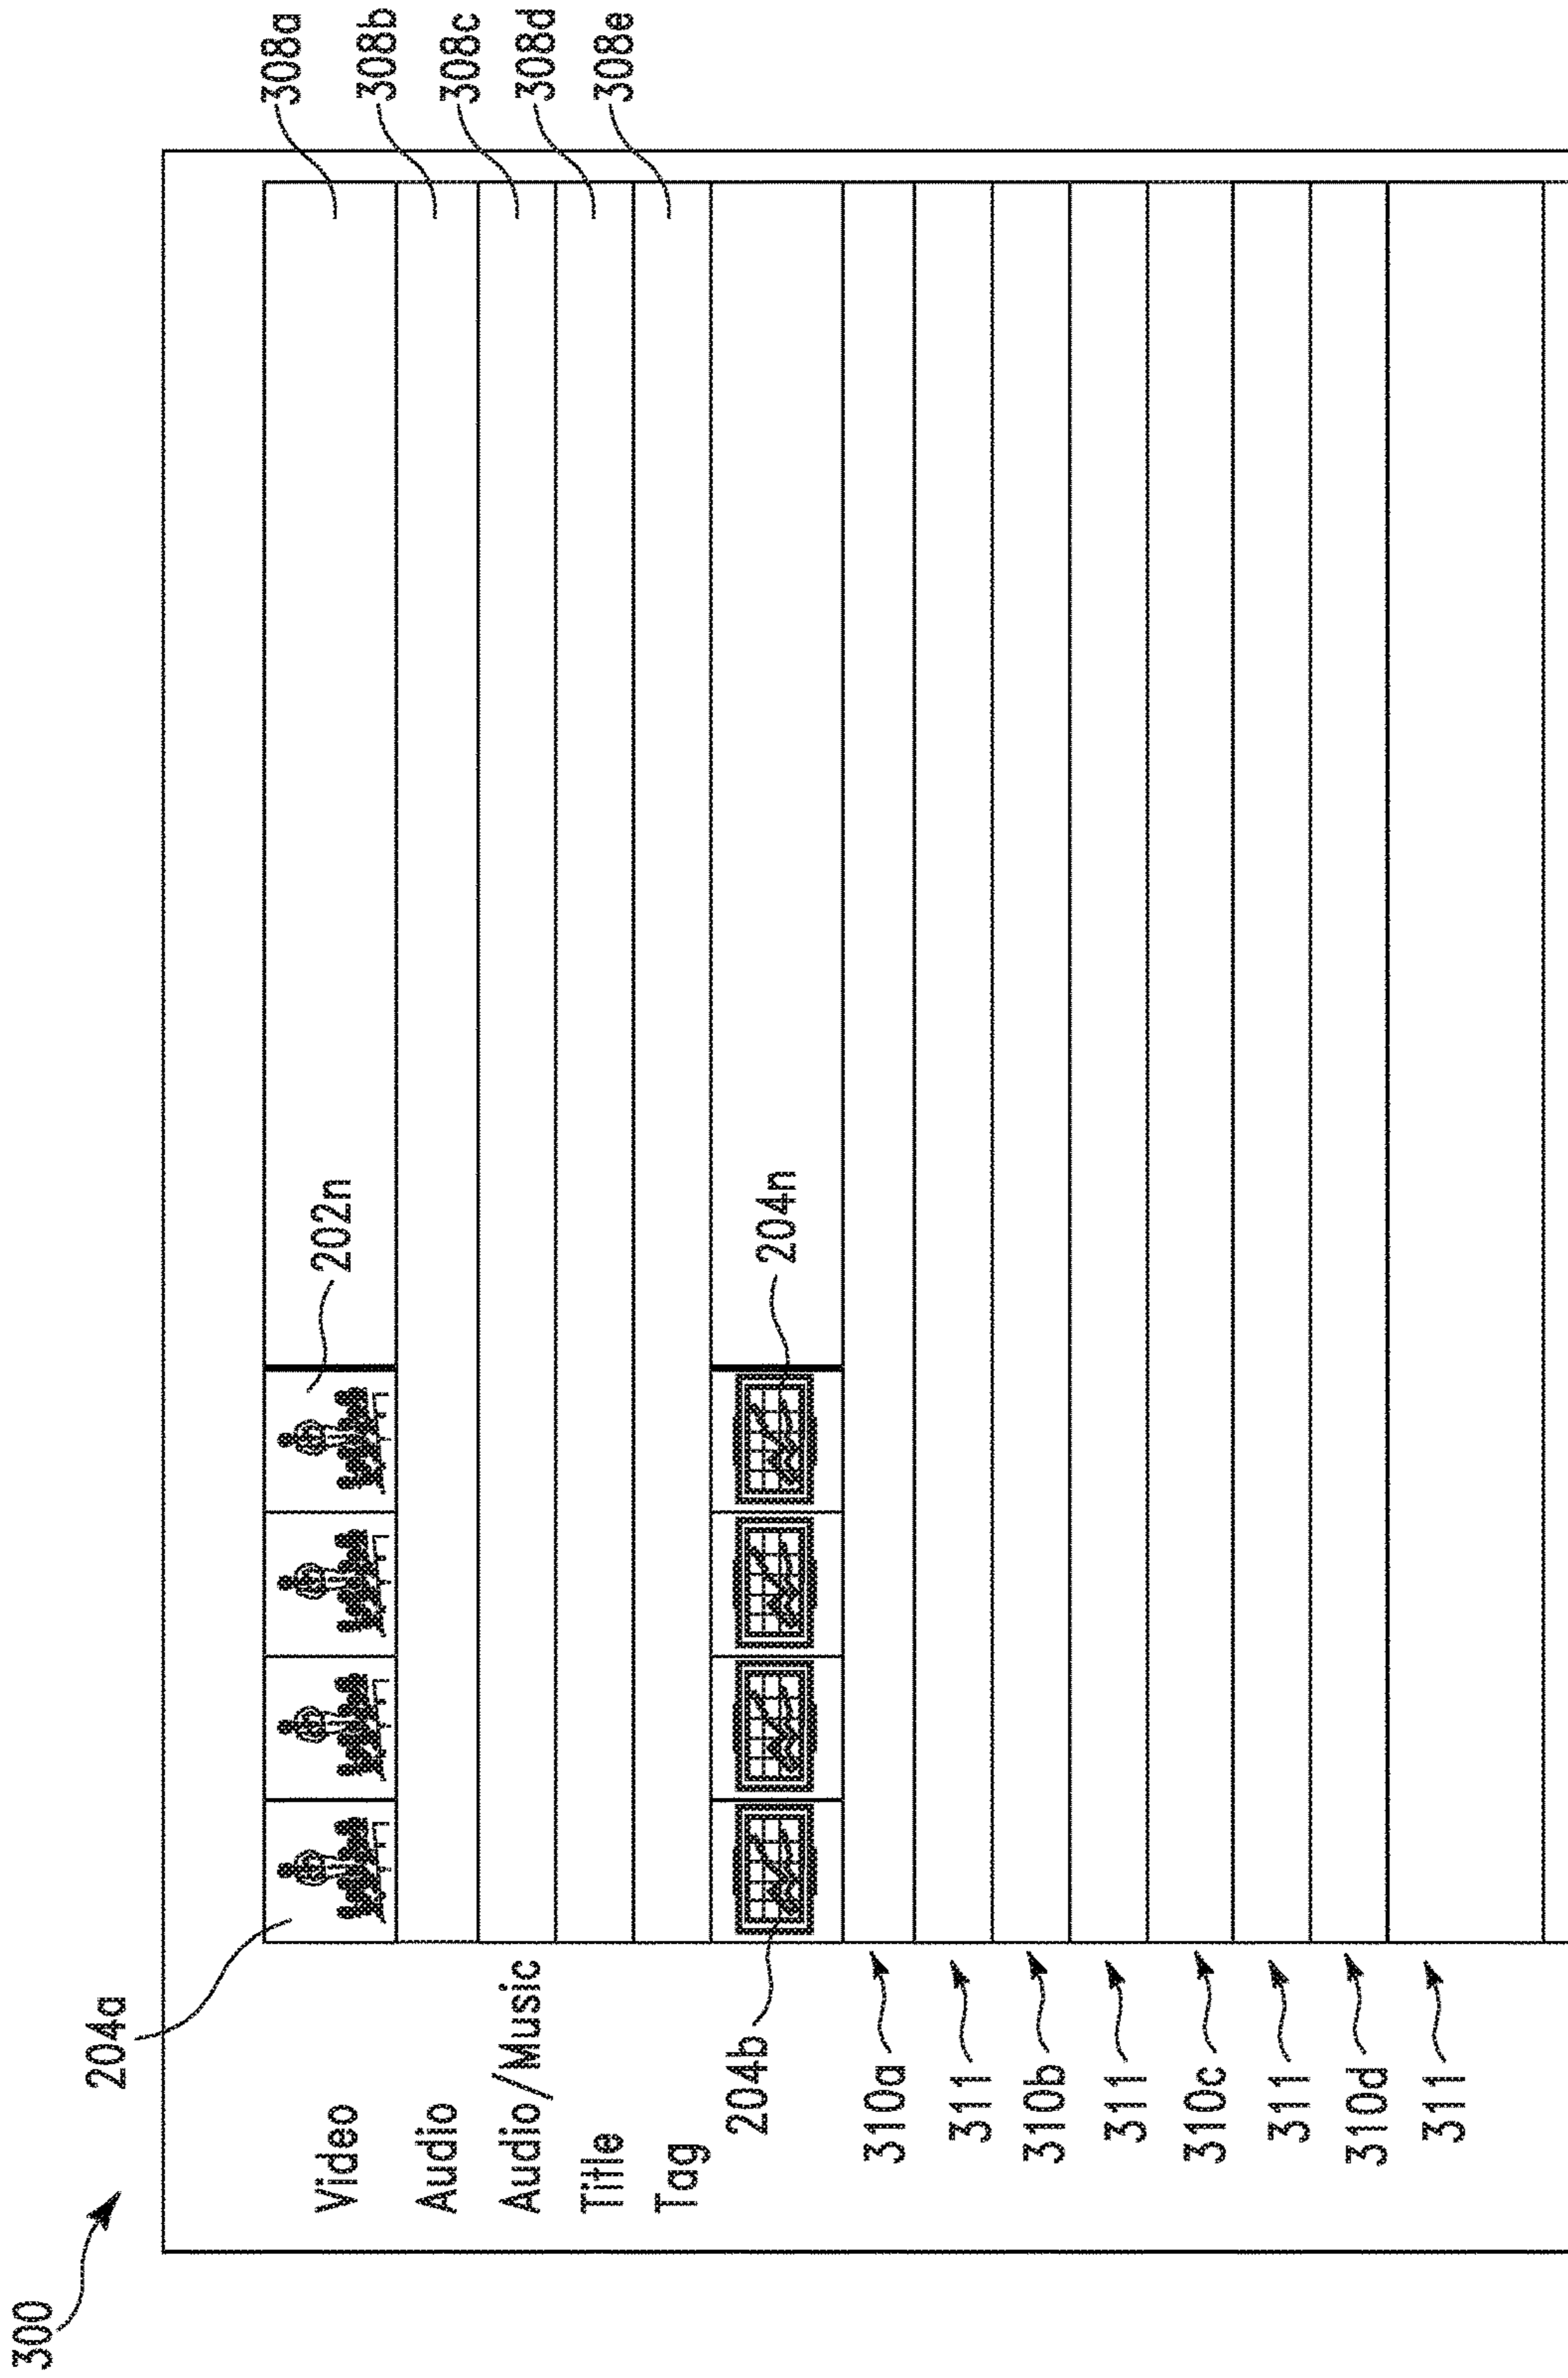 300
204a
Video
202n
308a
Audio
308b
Audio/Music
308c
Title
308d
Tag
308e
204b
204n
310a
311
310b
311
310c
311
310d
311